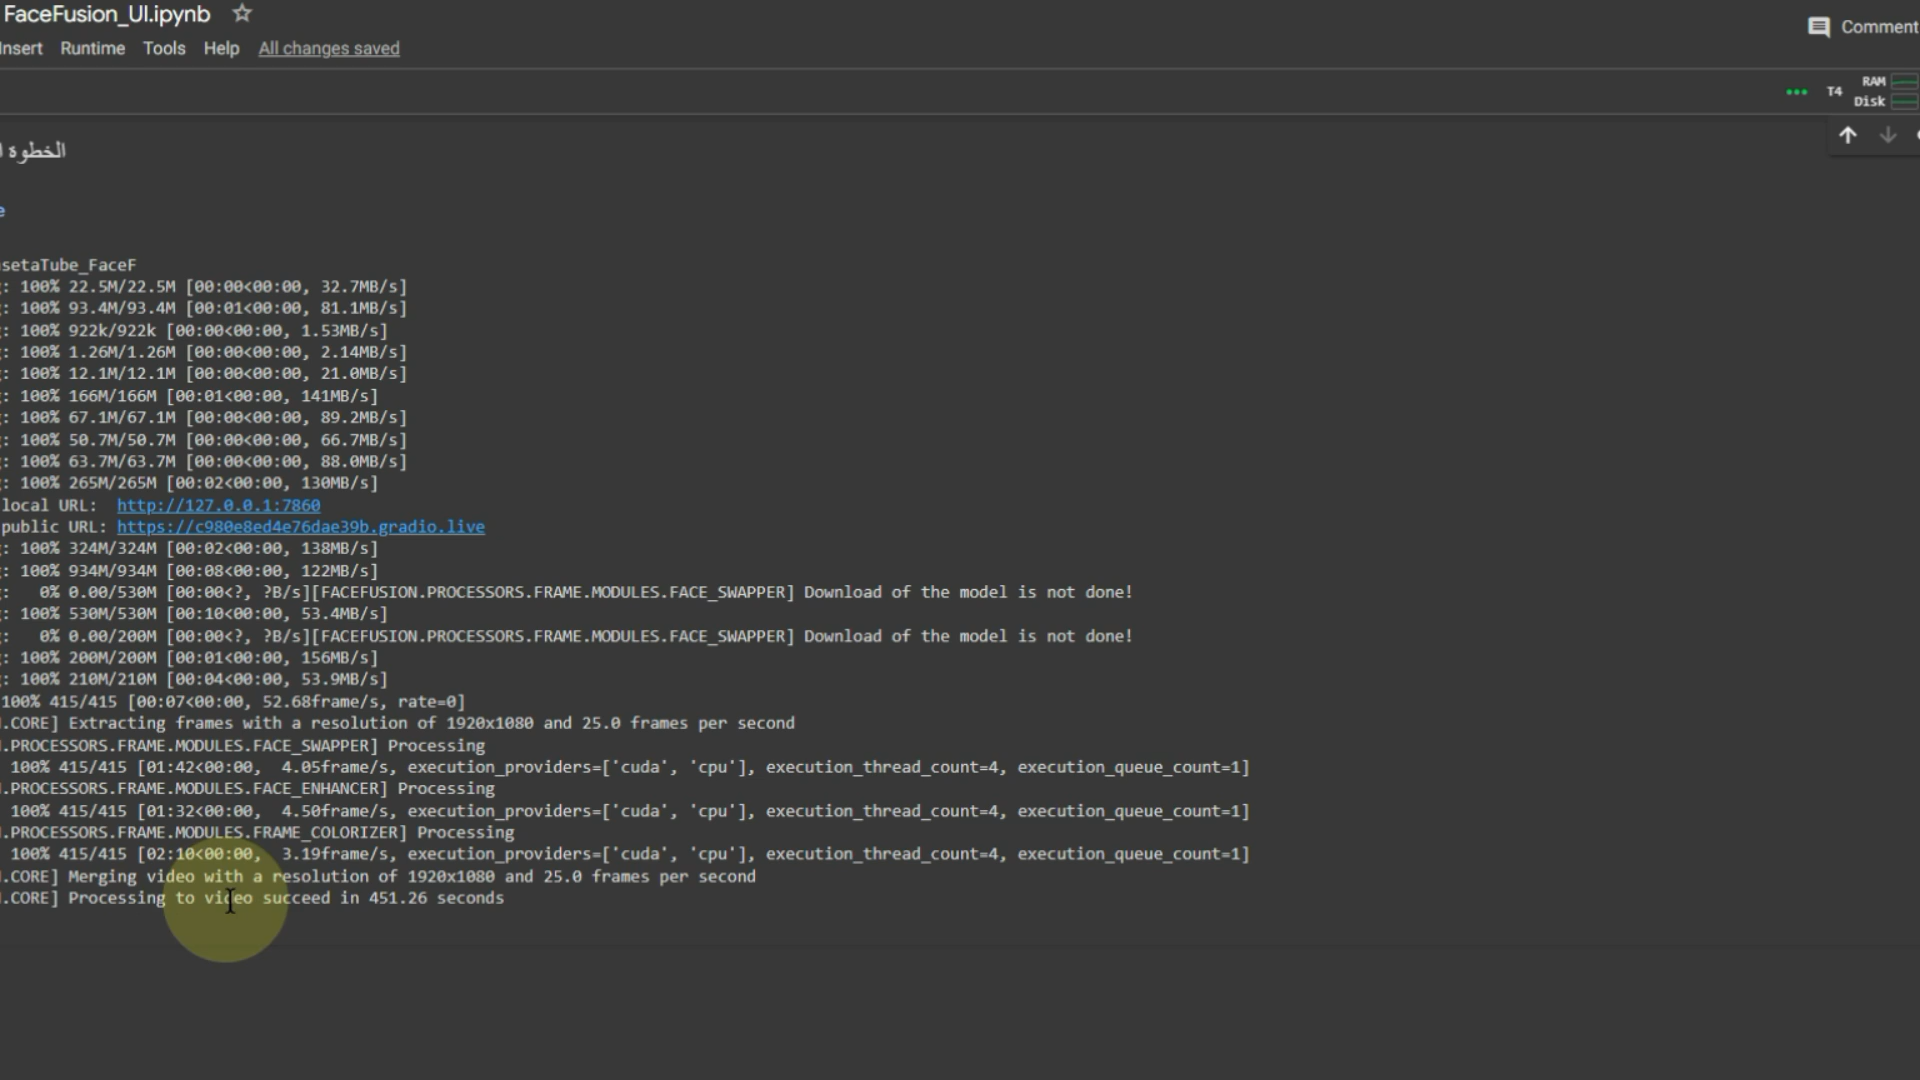 FaceFusion_UI.ipynb
Comment
Insert Runtime Tools Help All changes saved
T4 RAM
Disk
الخطوة ا
e
setaTube_FaceF
: 100% 22.5M/22.5M [00:00<00:00, 32.7MB/s]
: 100% 93.4M/93.4M [00:01<00:00, 81.1MB/s]
: 100% 922k/922k [00:00<00:00, 1.53MB/s]
: 100% 1.26M/1.26M [00:00<00:00, 2.14MB/s]
: 100% 12.1M/12.1M [00:00<00:00, 21.0MB/s]
: 100% 166M/166M [00:01<00:00, 141MB/s]
: 100% 67.1M/67.1M [00:00<00:00, 89.2MB/s]
: 100% 50.7M/50.7M [00:00<00:00, 66.7MB/s]
: 100% 63.7M/63.7M [00:00<00:00, 88.0MB/s]
: 100% 265M/265M [00:02<00:00, 130MB/s]
local URL: http://127.0.0.1:7860
public URL: https://c980e8ed4e76dae39b.gradio.live
: 100% 324M/324M [00:02<00:00, 138MB/s]
: 100% 934M/934M [00:08<00:00, 122MB/s]
: 0% 0.00/530M [00:00<?, ?B/s][FACEFUSION.PROCESSORS.FRAME.MODULES.FACE_SWAPPER] Download of the model is not done!
: 100% 530M/530M [00:10<00:00, 53.4MB/s]
: 0% 0.00/200M [00:00<?, ?B/s][FACEFUSION.PROCESSORS.FRAME.MODULES.FACE_SWAPPER] Download of the model is not done!
: 100% 200M/200M [00:01<00:00, 156MB/s]
: 100% 210M/210M [00:04<00:00, 53.9MB/s]
100% 415/415 [00:07<00:00, 52.68frame/s, rate=0]
.CORE] Extracting frames with a resolution of 1920x1080 and 25.0 frames per second
.PROCESSORS.FRAME.MODULES.FACE_SWAPPER] Processing
100% 415/415 [01:42<00:00, 4.05frame/s, execution_providers=['cuda', 'cpu'], execution_thread_count=4, execution_queue_count=1]
.PROCESSORS.FRAME.MODULES.FACE_ENHANCER] Processing
100% 415/415 [01:32<00:00, 4.50frame/s, execution_providers=['cuda', 'cpu'], execution_thread_count=4, execution_queue_count=1]
.PROCESSORS.FRAME.MODULES.FRAME_COLORIZER] Processing
100% 415/415 [02:10<00:00, 3.19frame/s, execution_providers=['cuda', 'cpu'], execution_thread_count=4, execution_queue_count=1]
.CORE] Merging video with a resolution of 1920x1080 and 25.0 frames per second
.CORE] Processing to video succeed in 451.26 seconds